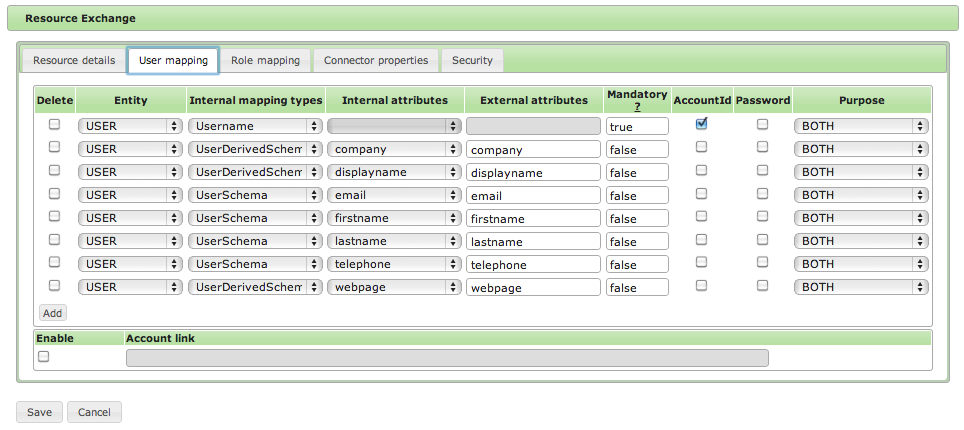 Resource Exchange
Resource details User mapping Role mapping Connector properties Security
Delete Entity Internal mapping types Internal attributes External attributes Mandatory ? AccountId Password Purpose
USER Username true BOTH
USER UserDerivedSchem company company false BOTH
USER UserDerivedSchem displayname displayname false BOTH
USER UserSchema email email false BOTH
USER UserSchema firstname firstname false BOTH
USER UserSchema lastname lastname false BOTH
USER UserSchema telephone telephone false BOTH
USER UserDerivedSchem webpage webpage false BOTH
Add
Enable Account link
Save Cancel